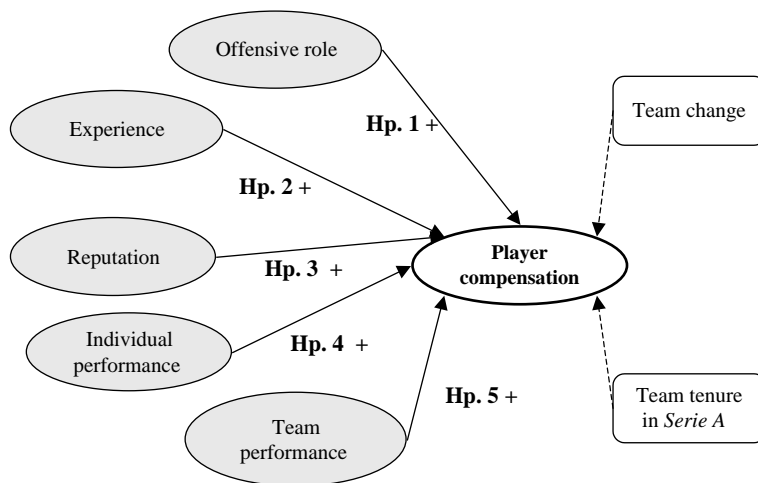 Offensive role
Hp. 1 +
Team change
Experience
Hp. 2 +
Reputation
Hp. 3 +
Player
compensation
Individual
performance
Hp. 4 +
Team
performance
Hp. 5 +
Team tenure
in Serie A